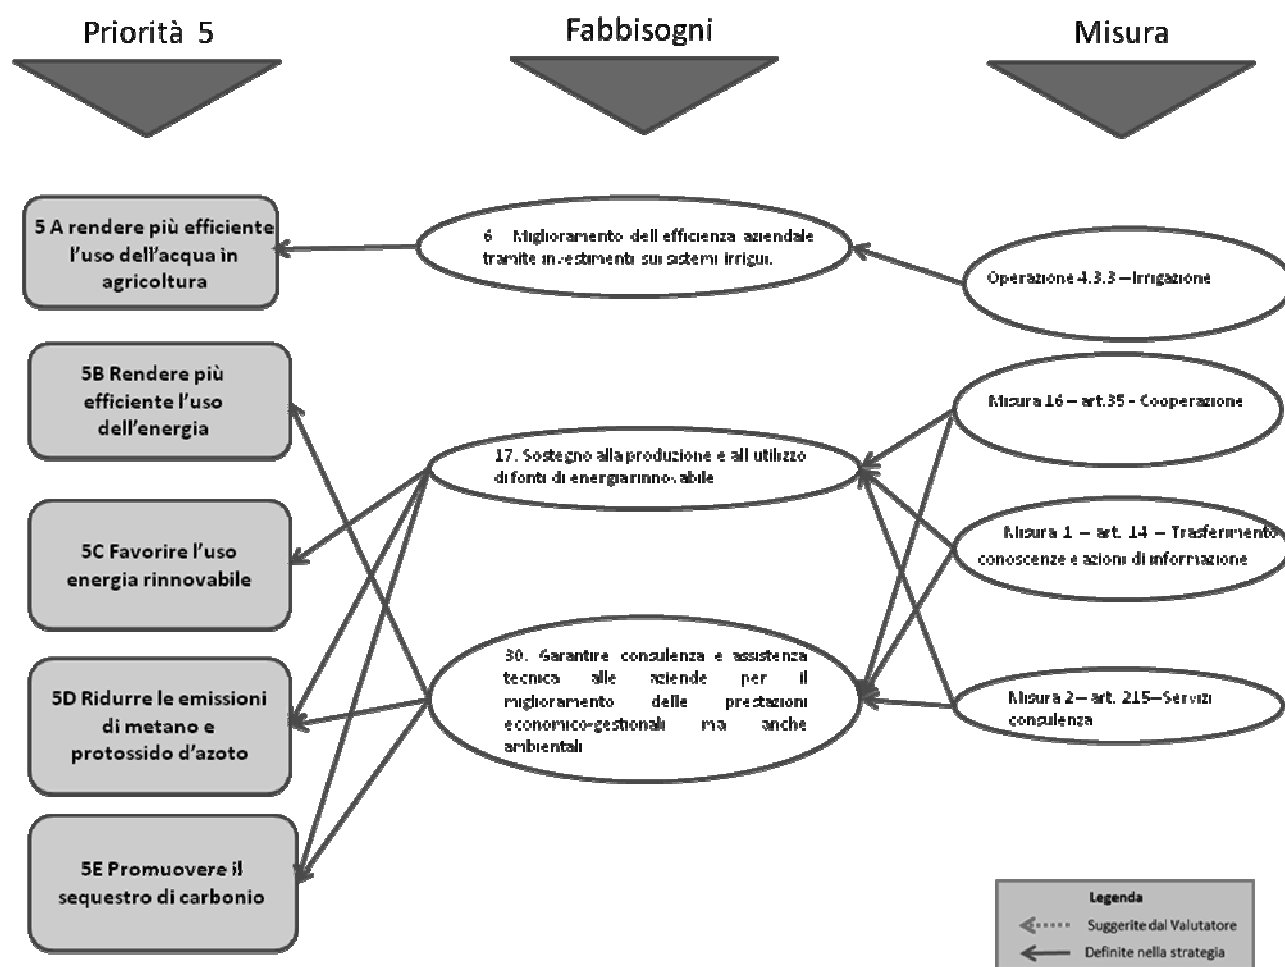 Priorità 5
Fabbisogni
Misura
5 A rendere più efficiente
l'uso dell'acqua in
agricoltura
6 Miglioramento dell efficienza aziendale
tramite investimenti sui sistemi irrigui.
Operazione 4.3.3 – Irrigazione
5B Rendere più
efficiente l'uso
dell'energia
Misura 16 – art.35 - Cooperazione
17. Sostegno alla produzione e all utilizzo
di fonti di energia rinnovabile
5C Favorire l'uso
energia rinnovabile
Misura 1 – art. 14 – Trasferimento
conoscenze e azioni di informazione
30. Garantire consulenza e assistenza
tecnica alle aziende per il
miglioramento delle prestazioni
economico-gestionali ma anche
ambientali
5D Ridurre le emissioni
di metano e
protossido d'azoto
Misura 2 – art. 215 – Servizi
consulenza
5E Promuovere il
sequestro di carbonio
Legenda
Suggerite dal Valutatore
Definite nella strategia